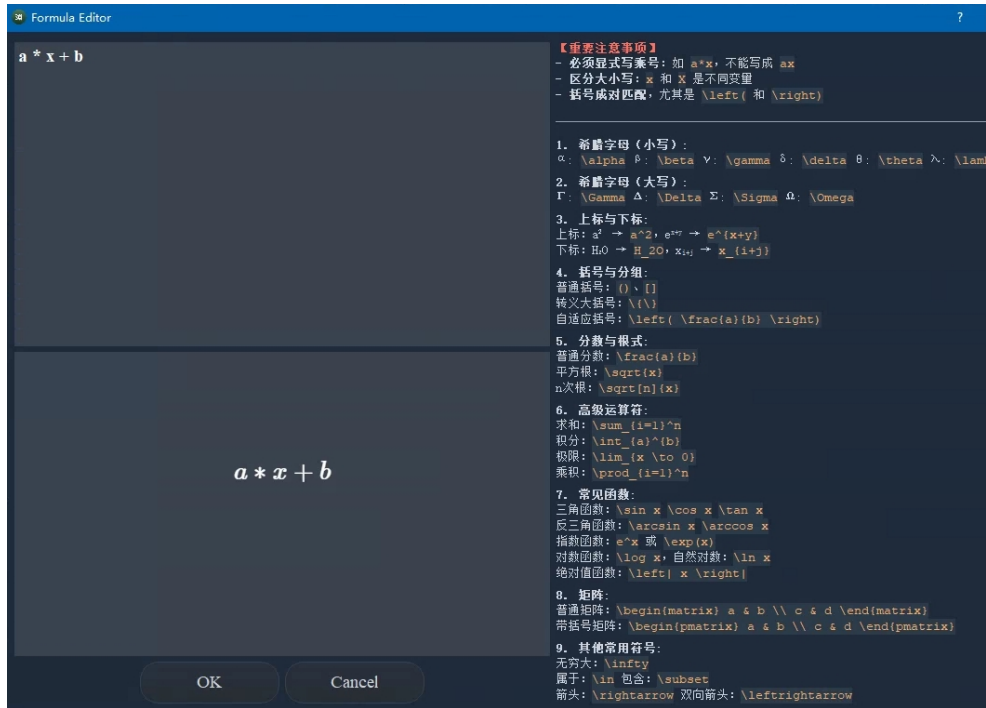 Formula Editor
?
a * x + b
a * x + b
OK
Cancel
【重要注意事项】
- 必须显式写乘号：如 a*x，不能写成 ax
- 区分大小写：x 和 X 是不同变量
- 括号成对匹配，尤其是 \left( 和 \right)
1. 希腊字母（小写）：
α: \alpha β: \beta γ: \gamma δ: \delta θ: \theta λ: \lam
2. 希腊字母（大写）：
Γ: \Gamma Δ: \Delta Σ: \Sigma Ω: \Omega
3. 上标与下标：
上标：a² → a^2，eˣ⁺ʸ → e^{x+y}
下标：H₂O → H_2O，xᵢ₊ⱼ → x_{i+j}
4. 括号与分组：
普通括号：()、[]
转义大括号：\{\}
自适应括号：\left( \frac{a}{b} \right)
5. 分数与根式：
普通分数：\frac{a}{b}
平方根：\sqrt{x}
n次根：\sqrt[n]{x}
6. 高级运算符：
求和：\sum_{i=1}^n
积分：\int_{a}^{b}
极限：\lim_{x \to 0}
乘积：\prod_{i=1}^n
7. 常见函数：
三角函数：\sin x \cos x \tan x
反三角函数：\arcsin x \arccos x
指数函数：e^x 或 \exp(x)
对数函数：\log x，自然对数：\ln x
绝对值函数：\left| x \right|
8. 矩阵：
普通矩阵：\begin{matrix} a & b \\ c & d \end{matrix}
带括号矩阵：\begin{pmatrix} a & b \\ c & d \end{pmatrix}
9. 其他常用符号：
无穷大：\infty
属于：\in 包含：\subset
箭头：\rightarrow 双向箭头：\leftrightarrow